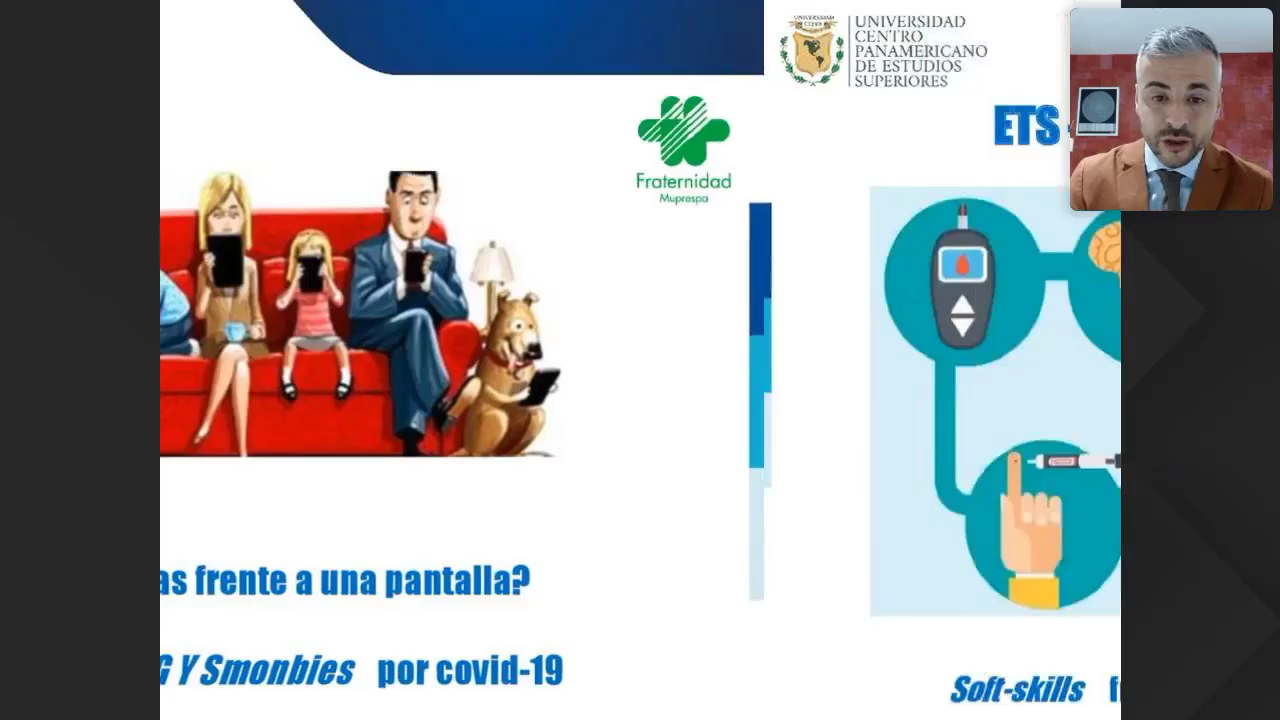 Fraternidad
Muprespa
as frente a una pantalla?
G Y Smonbies por covid-19
UNIVERSIDAD
CENTRO
PANAMERICANO
DE ESTUDIOS
SUPERIORES
ETS
Soft-skills